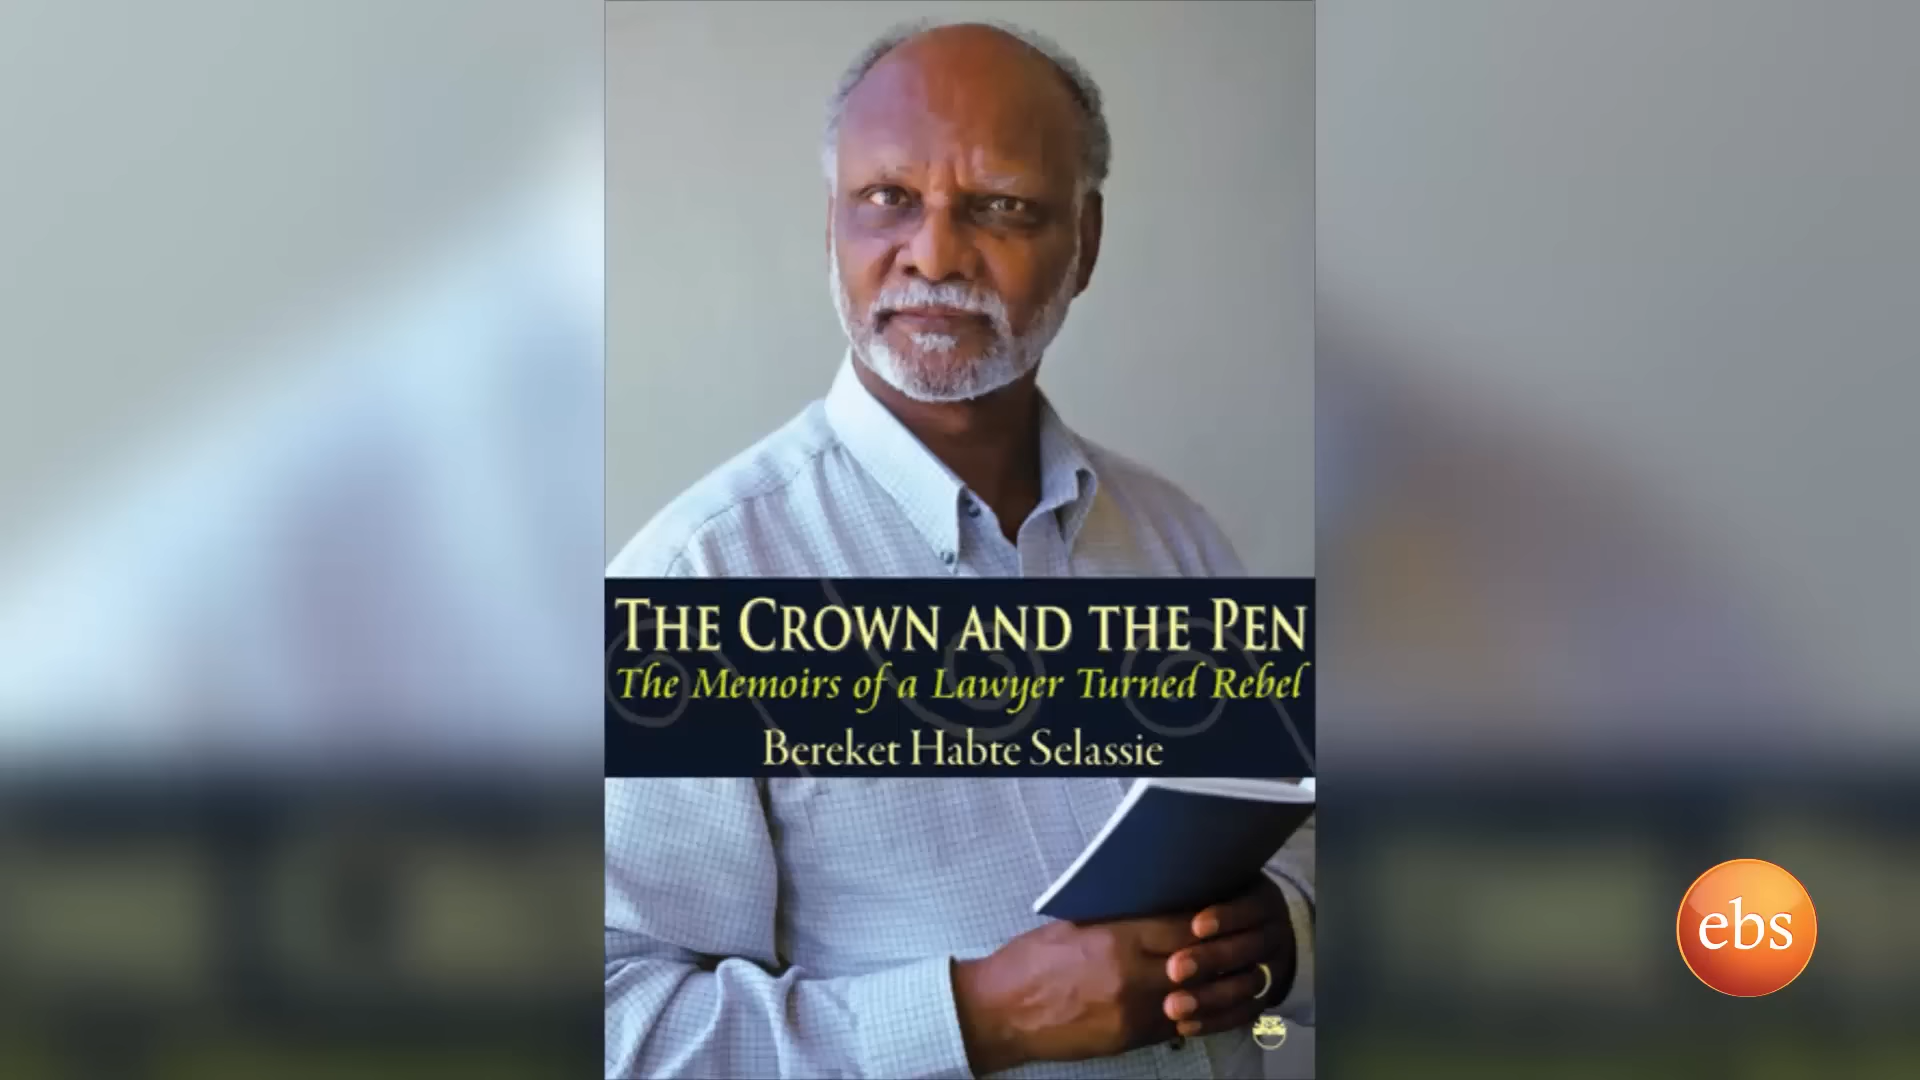 THE CROWN AND THE PEN
The Memoirs of a Lawyer Turned Rebel
Bereket Habte Selassie
ebs